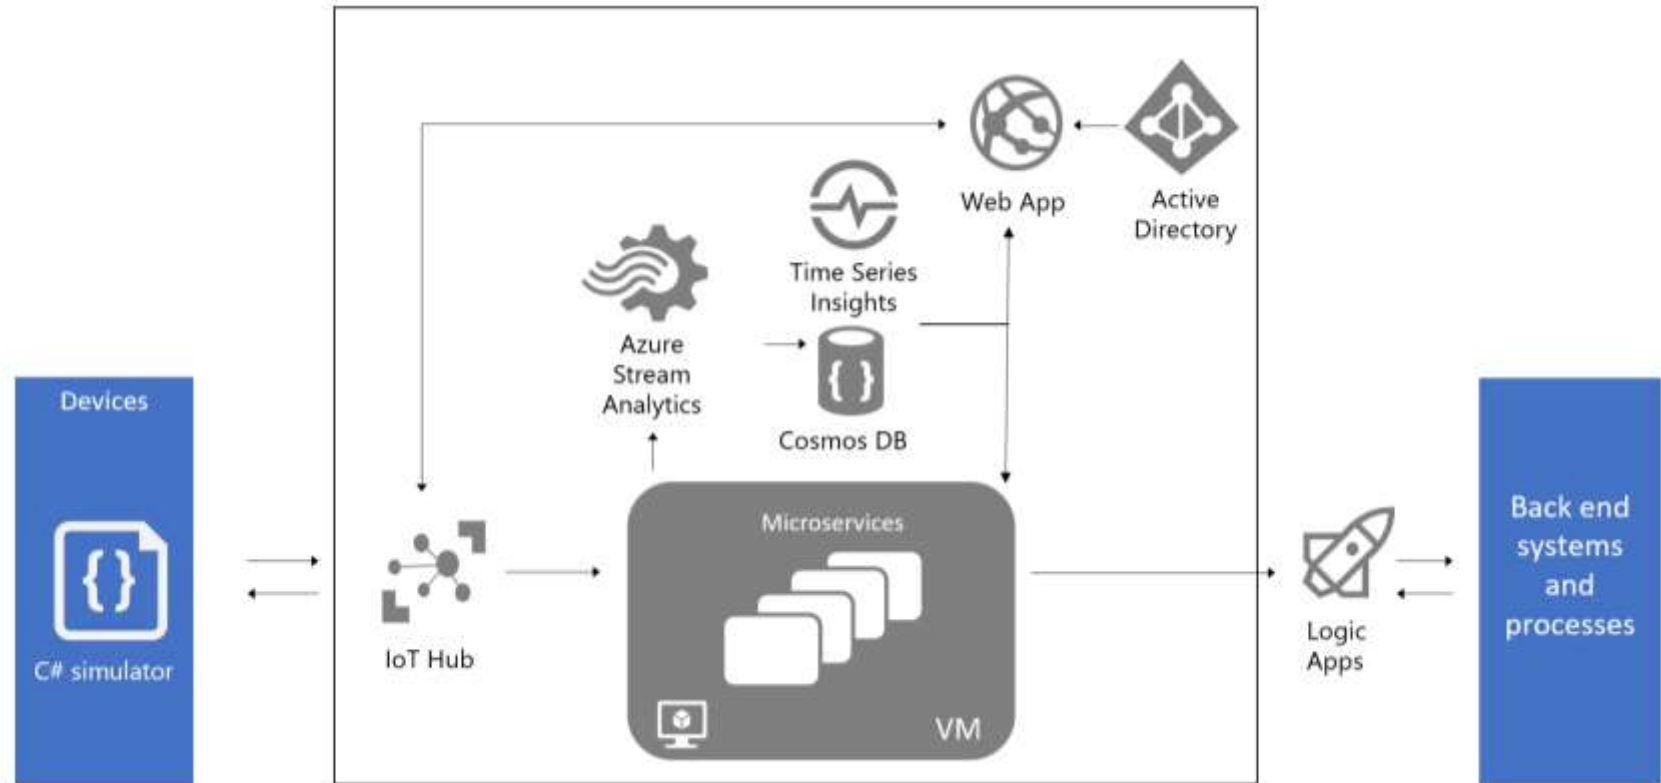 Web App
Active
Directory
Time Series
Insights
Azure
Stream
Analytics
Cosmos DB
Devices
C# simulator
IoT Hub
Microservices
VM
Logic
Apps
Back end
systems
and
processes